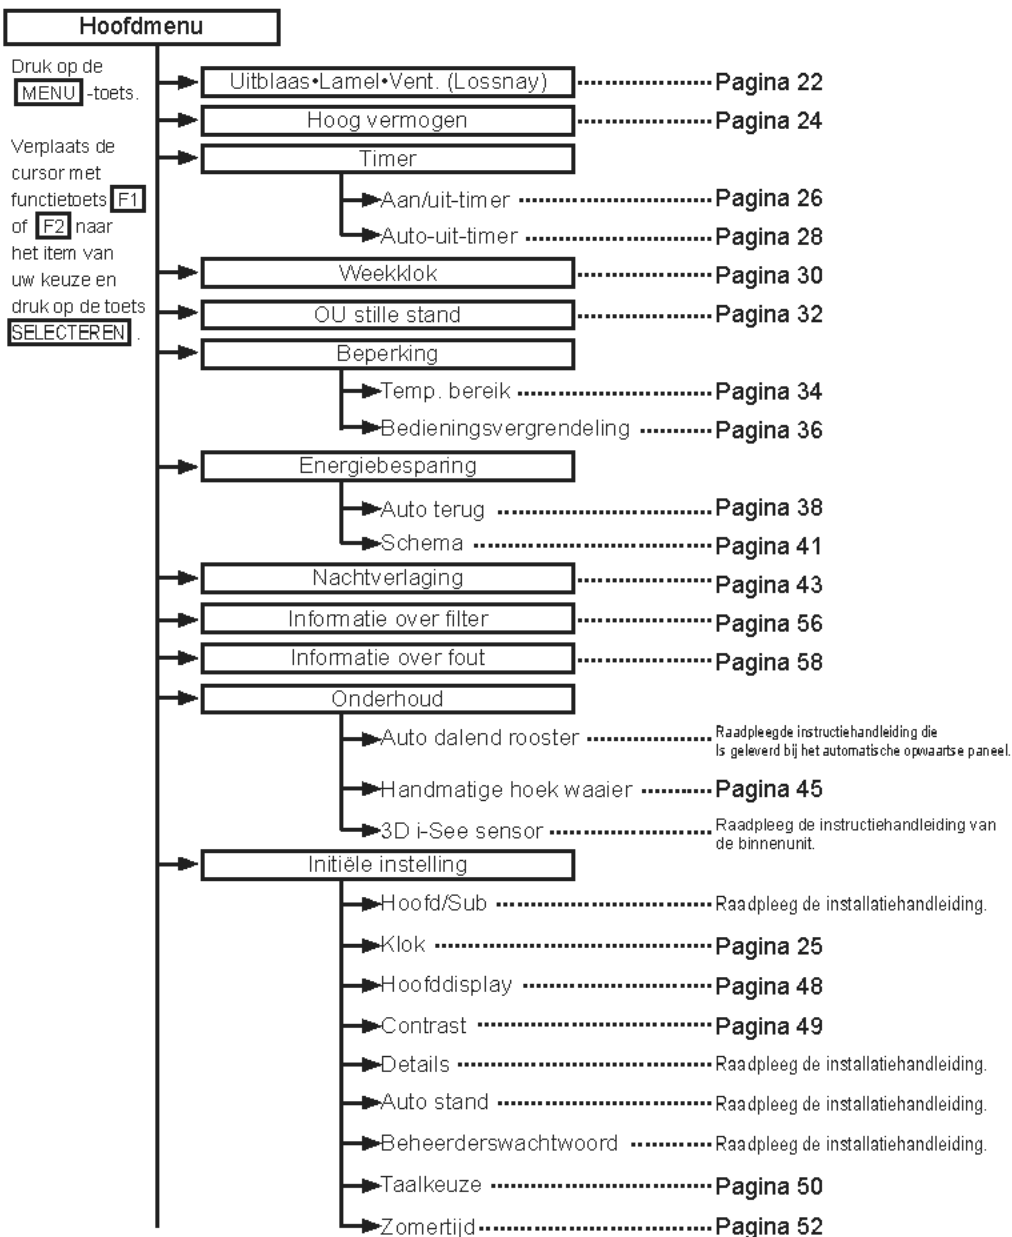 Hoofdmenu
Druk op de
MENU -toets.
Verplaats de
cursor met
functietoets F1
of F2 naar
het item van
uw keuze en
druk op de toets
SELECTEREN .
Uitblaas•Lamel•Vent. (Lossnay) Pagina 22
Hoog vermogen Pagina 24
Timer
Aan/uit-timer Pagina 26
Auto-uit-timer Pagina 28
Weekklok Pagina 30
OU stille stand Pagina 32
Beperking
Temp. bereik Pagina 34
Bedieningsvergrendeling Pagina 36
Energiebesparing
Auto terug Pagina 38
Schema Pagina 41
Nachtverlaging Pagina 43
Informatie over filter Pagina 56
Informatie over fout Pagina 58
Onderhoud
Auto dalend rooster Raadpleegde instructiehandleiding die
Is geleverd bij het automatische opwaartse paneel.
Handmatige hoek waaier Pagina 45
3D i-See sensor Raadpleeg de instructiehandleiding van
de binnenunit.
Initiële instelling
Hoofd/Sub Raadpleeg de installatiehandleiding.
Klok Pagina 25
Hoofddisplay Pagina 48
Contrast Pagina 49
Details Raadpleeg de installatiehandleiding.
Auto stand Raadpleeg de installatiehandleiding.
Beheerderswachtwoord Raadpleeg de installatiehandleiding.
Taalkeuze Pagina 50
Zomertijd Pagina 52